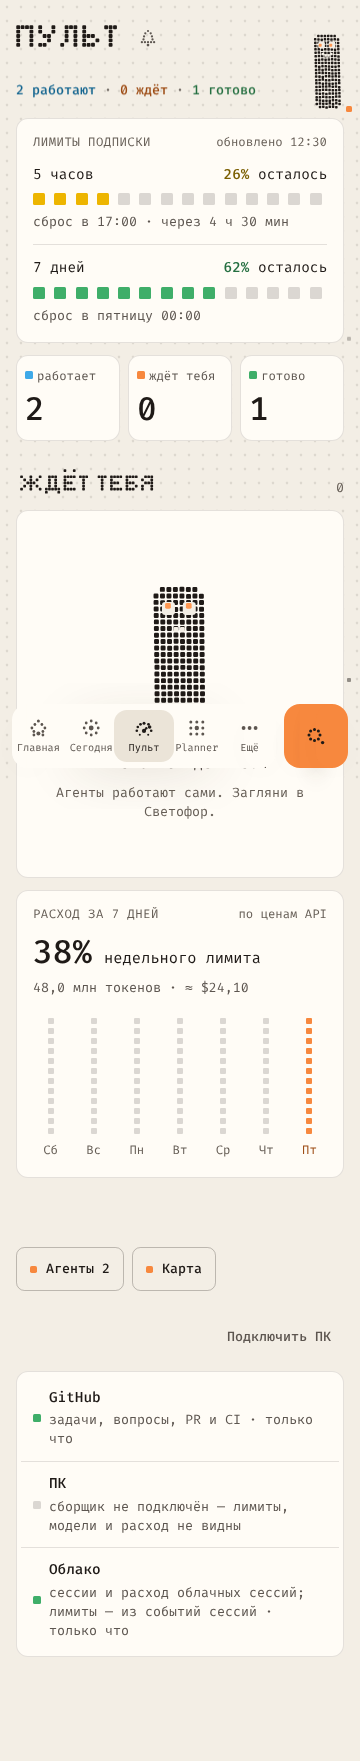 ПУЛЬТ
2 работают · 0 ждёт · 1 готово
ЛИМИТЫ ПОДПИСКИ обновлено 12:30
5 часов 26% осталось
сброс в 17:00 · через 4 ч 30 мин
7 дней 62% осталось
сброс в пятницу 00:00
работает ждёт тебя готово
2 0 1
ЖДЁТ ТЕБЯ 0
Главная Сегодня Пульт Planner Ещё
Агенты работают сами. Загляни в
Светофор.
РАСХОД ЗА 7 ДНЕЙ по ценам API
38% недельного лимита
48,0 млн токенов · ≈ $24,10
Сб Вс Пн Вт Ср Чт Пт
Агенты 2 Карта
Подключить ПК
GitHub
задачи, вопросы, PR и CI · только
что
ПК
сборщик не подключён — лимиты,
модели и расход не видны
Облако
сессии и расход облачных сессий;
лимиты — из событий сессий ·
только что